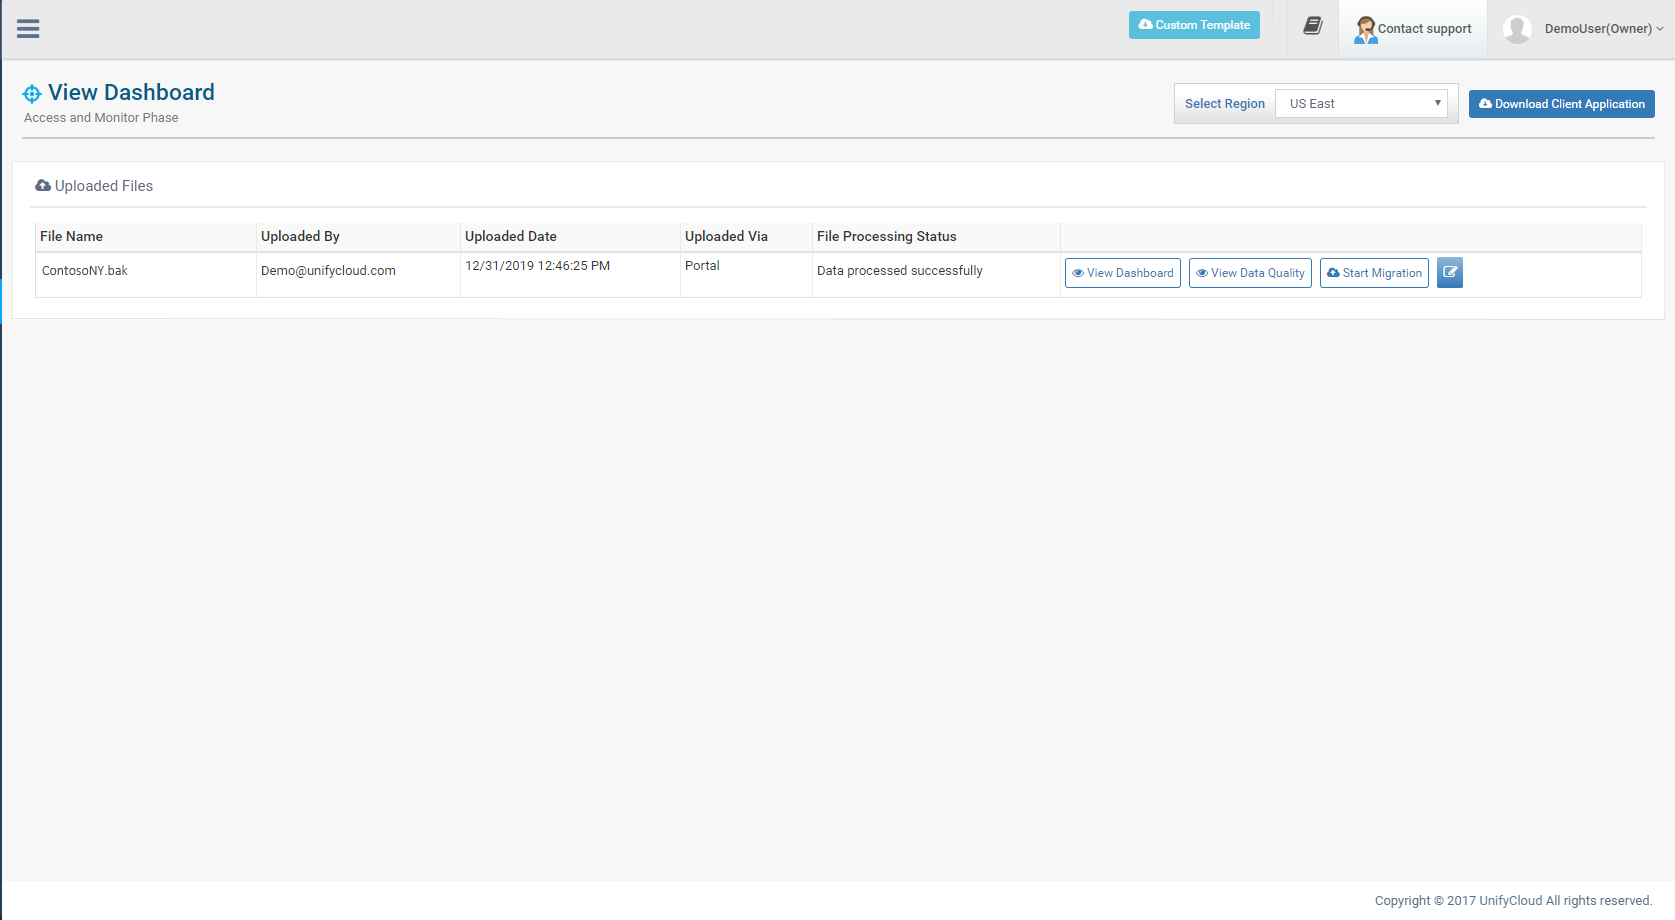 Custom Template
Contact support
DemoUser(Owner)
View Dashboard
Access and Monitor Phase
Select Region
US East
Download Client Application
Uploaded Files
File Name Uploaded By Uploaded Date Uploaded Via File Processing Status
ContosoNY.bak Demo@unifycloud.com 12/31/2019 12:46:25 PM Portal Data processed successfully View Dashboard View Data Quality Start Migration
Copyright © 2017 UnifyCloud All rights reserved.